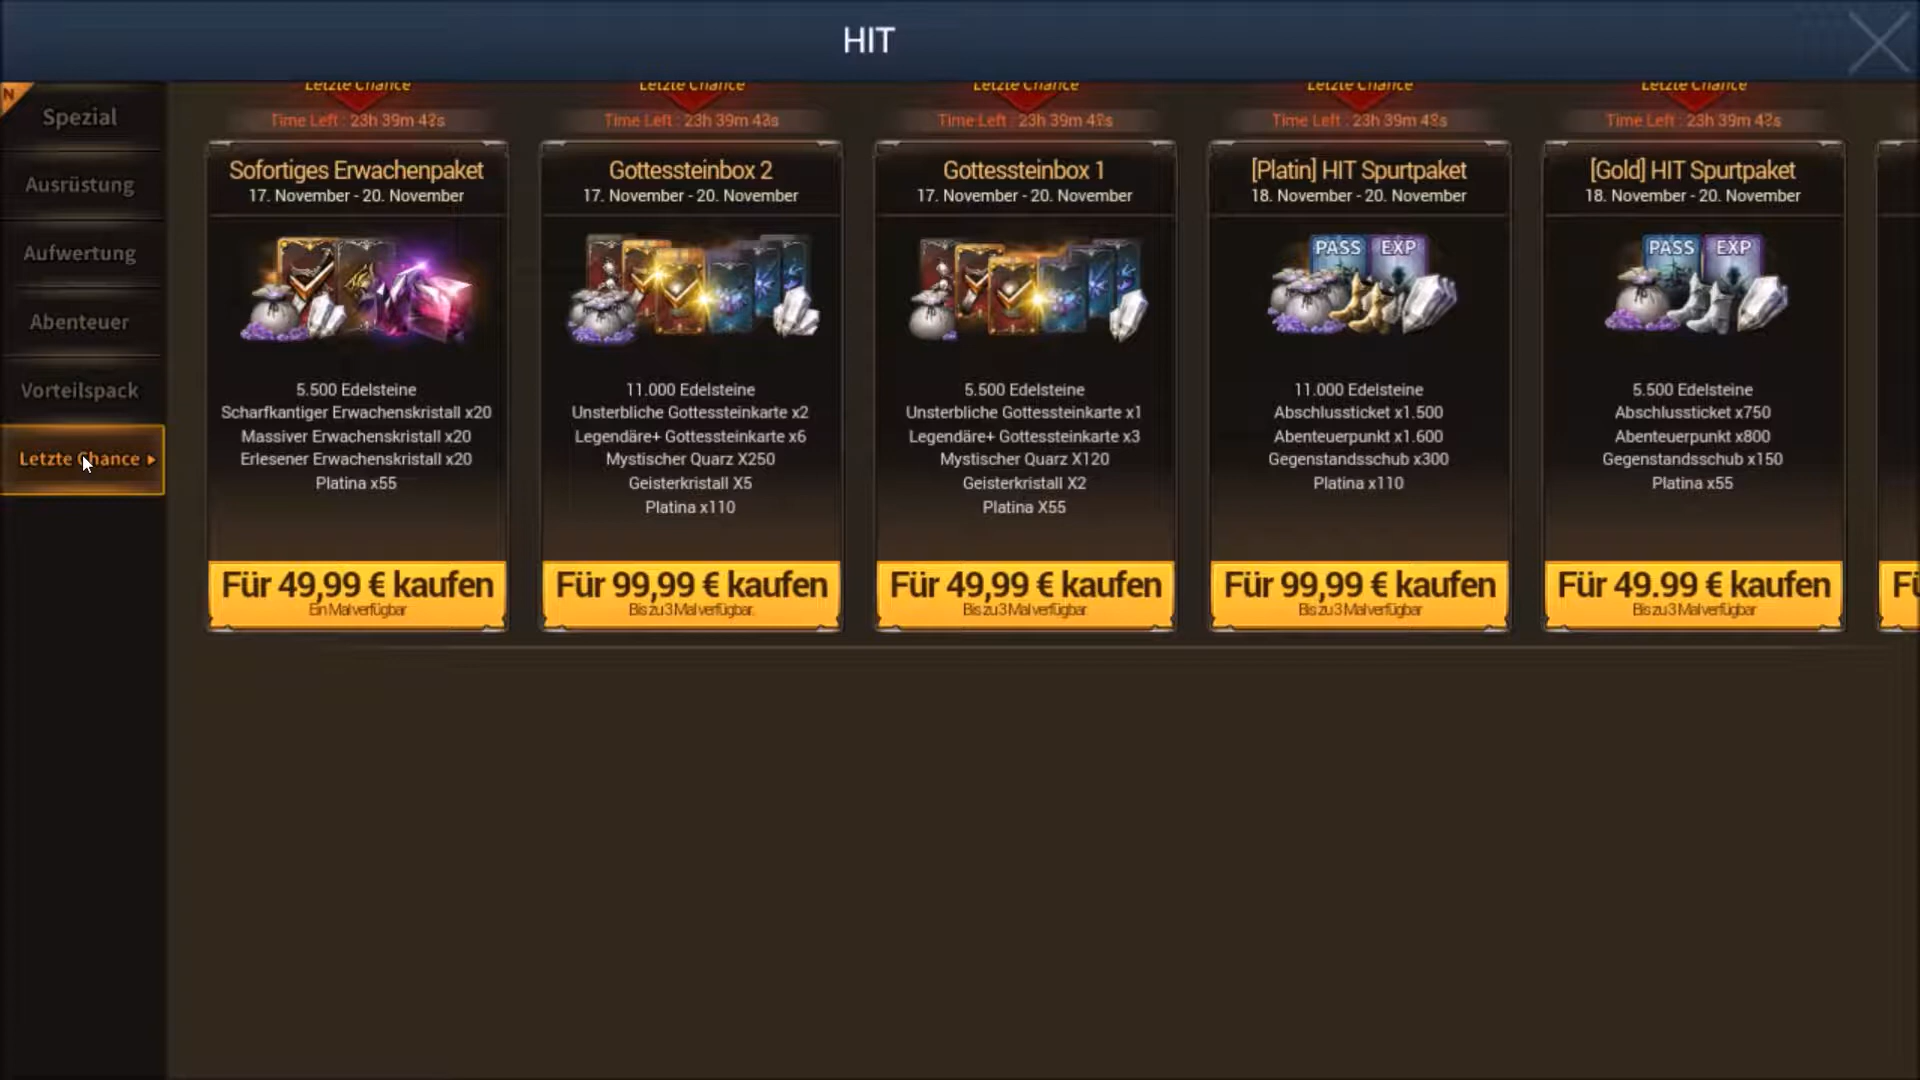 HIT
N
Spezial
Ausrüstung
Aufwertung
Abenteuer
Vorteilspack
Letzte Chance
Letzte Chance
Time Left : 23h 39m
Sofortiges Erwachenpaket
17. November - 20. November
5.500 Edelsteine
Scharfkantiger Erwachenskristall x20
Massiver Erwachenskristall x20
Erlesener Erwachenskristall x20
Platina x55
Für 49,99 € kaufen
Ein Mal verfügbar
Letzte Chance
Time Left : 23h 39m
Gottessteinbox 2
17. November - 20. November
11.000 Edelsteine
Unsterbliche Gottessteinkarte x2
Legendäre+ Gottessteinkarte x6
Mystischer Quarz X250
Geisterkristall X5
Platina x110
Für 99,99 € kaufen
Bis zu 3 Mal verfügbar.
Letzte Chance
Time Left : 23h 39m
Gottessteinbox 1
17. November - 20. November
5.500 Edelsteine
Unsterbliche Gottessteinkarte x1
Legendäre+ Gottessteinkarte x3
Mystischer Quarz X120
Geisterkristall X2
Platina X55
Für 49,99 € kaufen
Bis zu 3 Mal verfügbar.
Letzte Chance
Time Left : 23h 39m
[Platin] HIT Spurtpaket
18. November - 20. November
PASS EXP
11.000 Edelsteine
Abschlussticket x1.500
Abenteuerpunkt x1.600
Gegenstandsschub x300
Platina x110
Für 99,99 € kaufen
Bis zu 3 Mal verfügbar
Letzte Chance
Time Left : 23h 39m
[Gold] HIT Spurtpaket
18. November - 20. November
PASS EXP
5.500 Edelsteine
Abschlussticket x750
Abenteuerpunkt x800
Gegenstandsschub x150
Platina x55
Für 49.99 € kaufen
Bis zu 3 Mal verfügbar